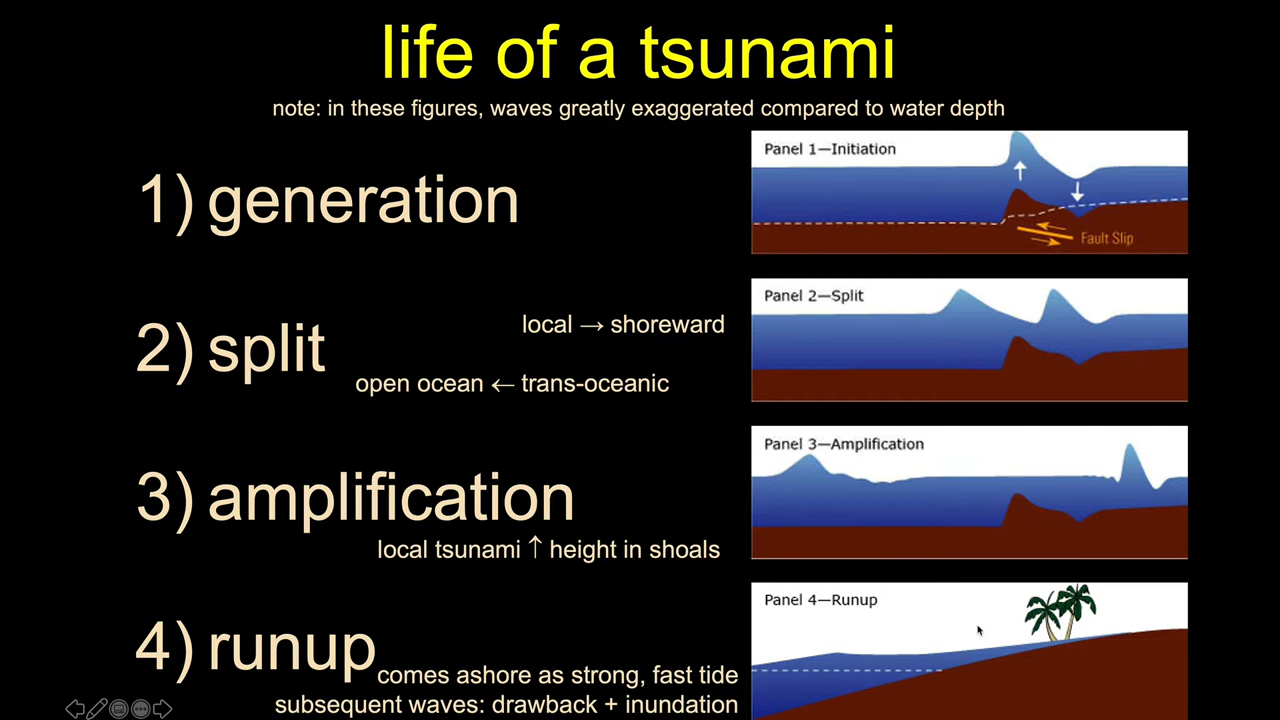 life of a tsunami
note: in these figures, waves greatly exaggerated compared to water depth
1) generation
Panel 1—Initiation
Fault Slip
2) split
local → shoreward
open ocean ← trans-oceanic
Panel 2—Split
3) amplification
local tsunami ↑ height in shoals
Panel 3—Amplification
4) runup
comes ashore as strong, fast tide
subsequent waves: drawback + inundation
Panel 4—Runup